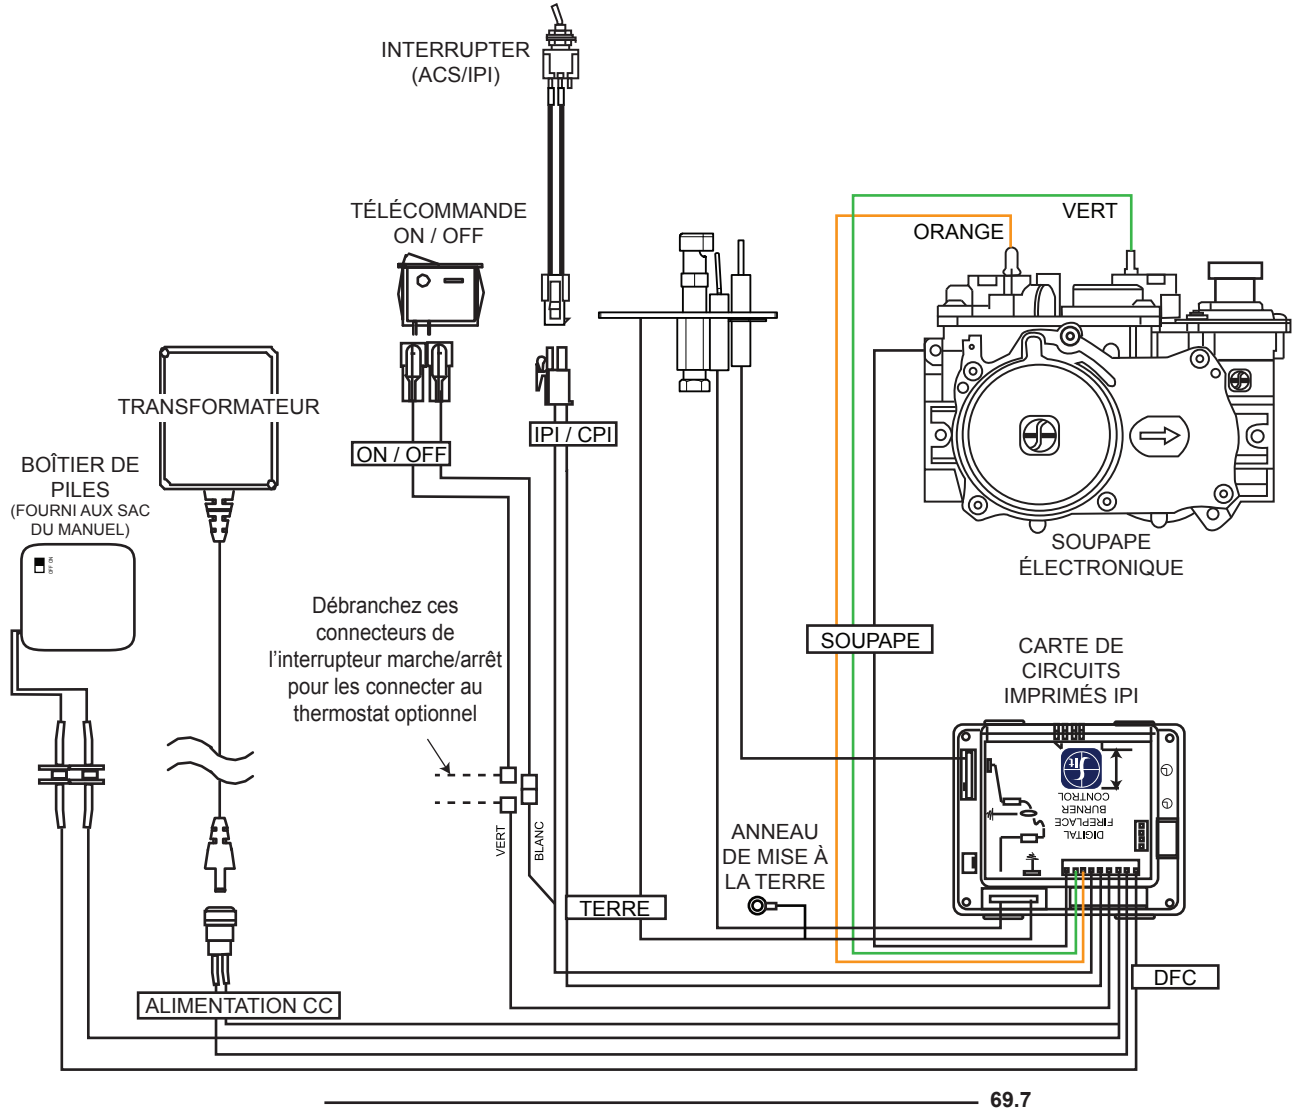 INTERRUPTER
(ACS/IPI)
TÉLÉCOMMANDE
ON / OFF
VERT
ORANGE
TRANSFORMATEUR
IPI / CPI
ON / OFF
BOÎTIER DE
PILES
(FOURNI AUX SAC
DU MANUEL)
OFF ON
SOUPAPE
ÉLECTRONIQUE
Débranchez ces
connecteurs de
l'interrupteur marche/arrêt
pour les connecter au
thermostat optionnel
SOUPAPE
CARTE DE
CIRCUITS
IMPRIMÉS IPI
Sit
DIGITAL
FIREPLACE
BURNER
CONTROL
VERT
BLANC
ANNEAU
DE MISE À
LA TERRE
TERRE
DFC
ALIMENTATION CC
69.7